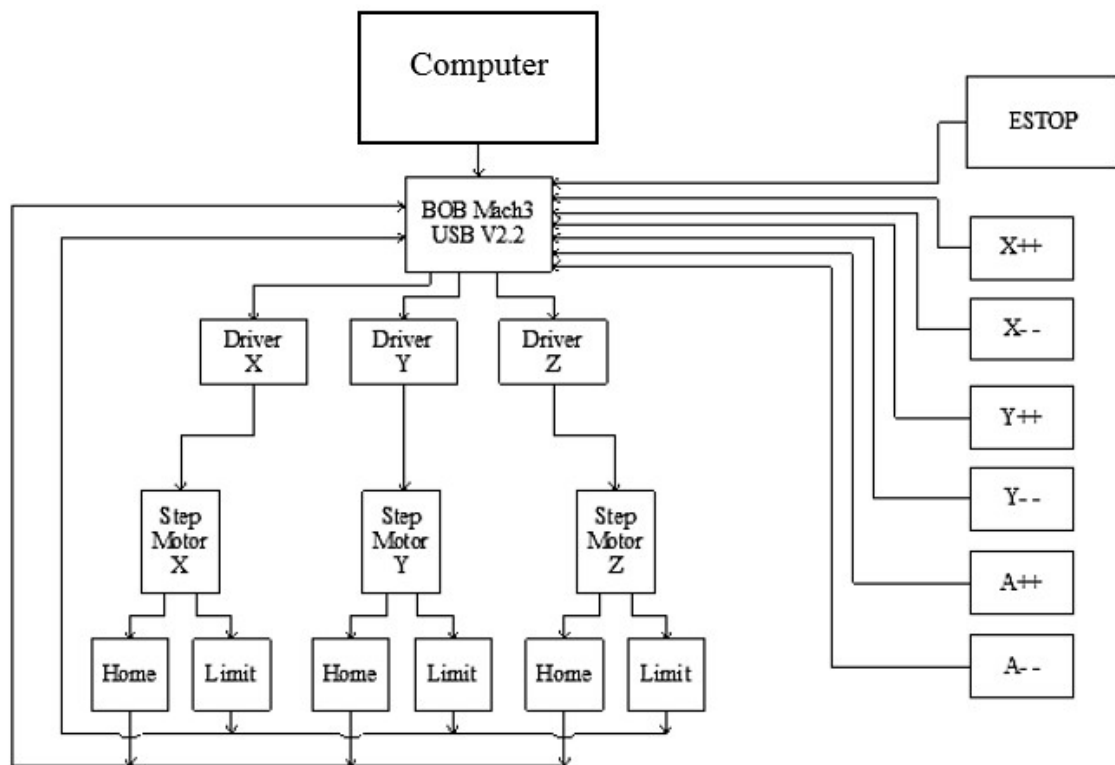 Computer
ESTOP
BOB Mach3
USB V2.2
X++
X--
Y++
Y--
A++
A--
Driver
X
Driver
Y
Driver
Z
Step
Motor
X
Step
Motor
Y
Step
Motor
Z
Home
Limit
Home
Limit
Home
Limit